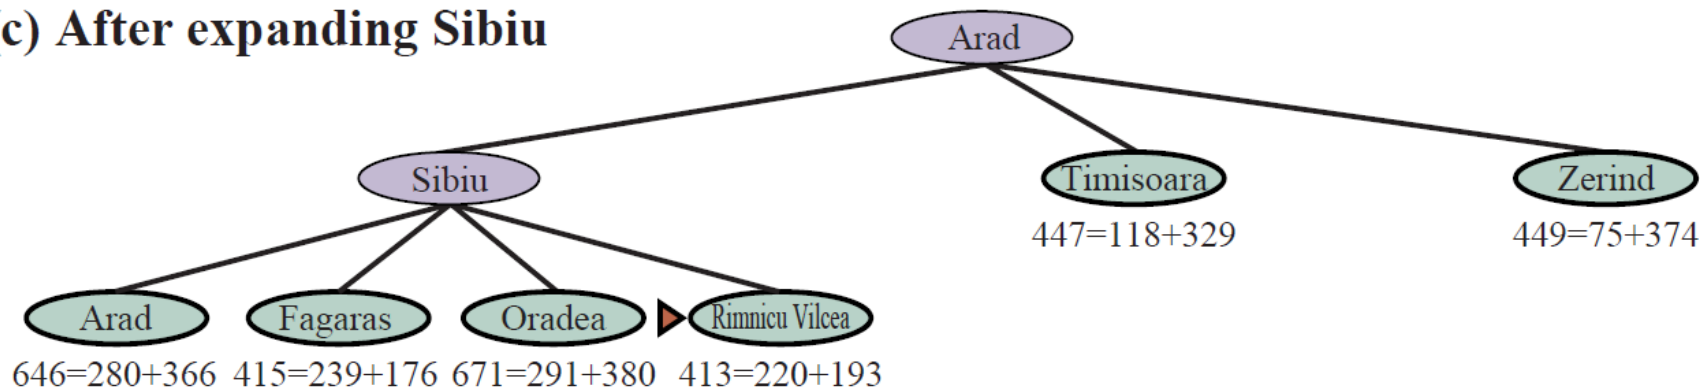 c) After expanding Sibiu
Arad
Sibiu
Timisoara
Zerind
447=118+329
449=75+374
Arad
Fagaras
Oradea
Rimnicu Vilcea
646=280+366
415=239+176
671=291+380
413=220+193